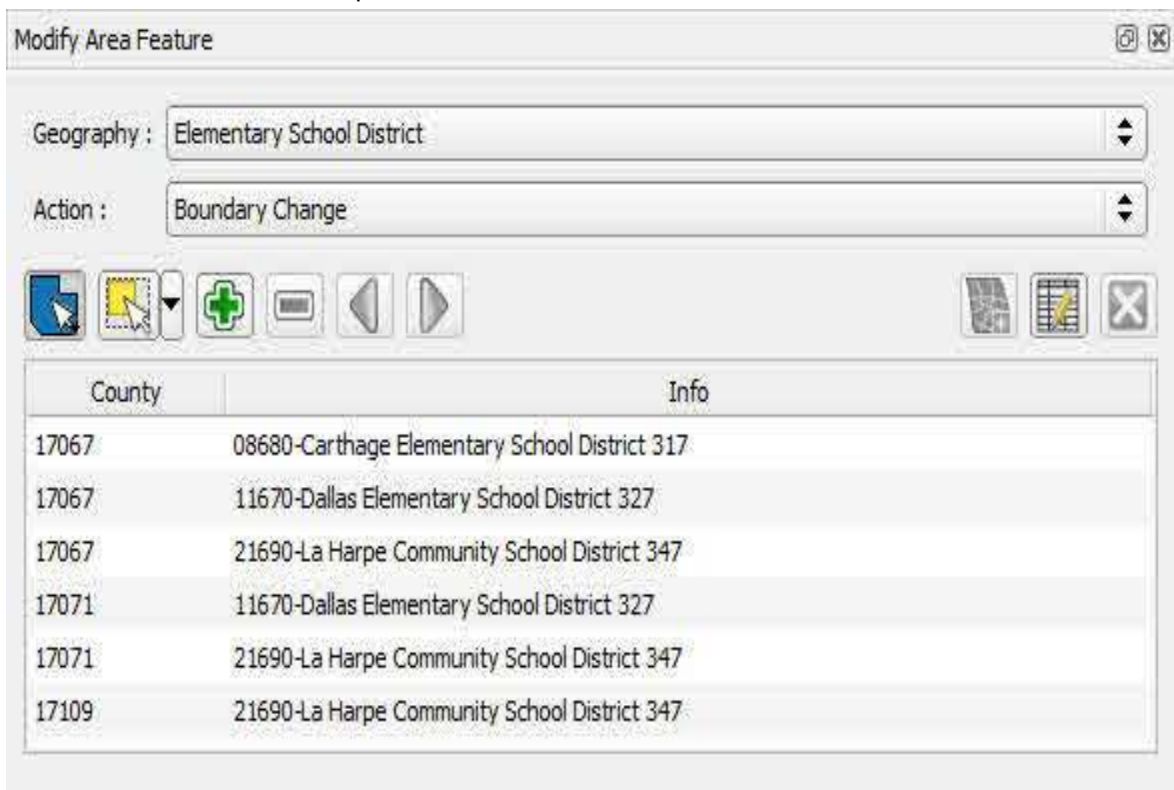 Modify Area Feature
Geography : Elementary School District
Action : Boundary Change
County Info
17067 08680-Carthage Elementary School District 317
17067 11670-Dallas Elementary School District 327
17067 21690-La Harpe Community School District 347
17071 11670-Dallas Elementary School District 327
17071 21690-La Harpe Community School District 347
17109 21690-La Harpe Community School District 347